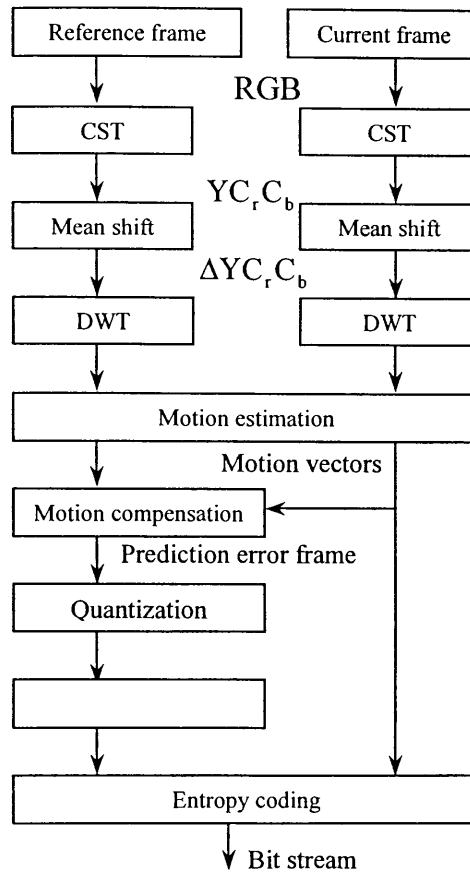 Reference frame
Current frame
RGB
CST
CST
YCrCb
Mean shift
Mean shift
ΔYCrCb
DWT
DWT
Motion estimation
Motion vectors
Motion compensation
Prediction error frame
Quantization
Entropy coding
Bit stream